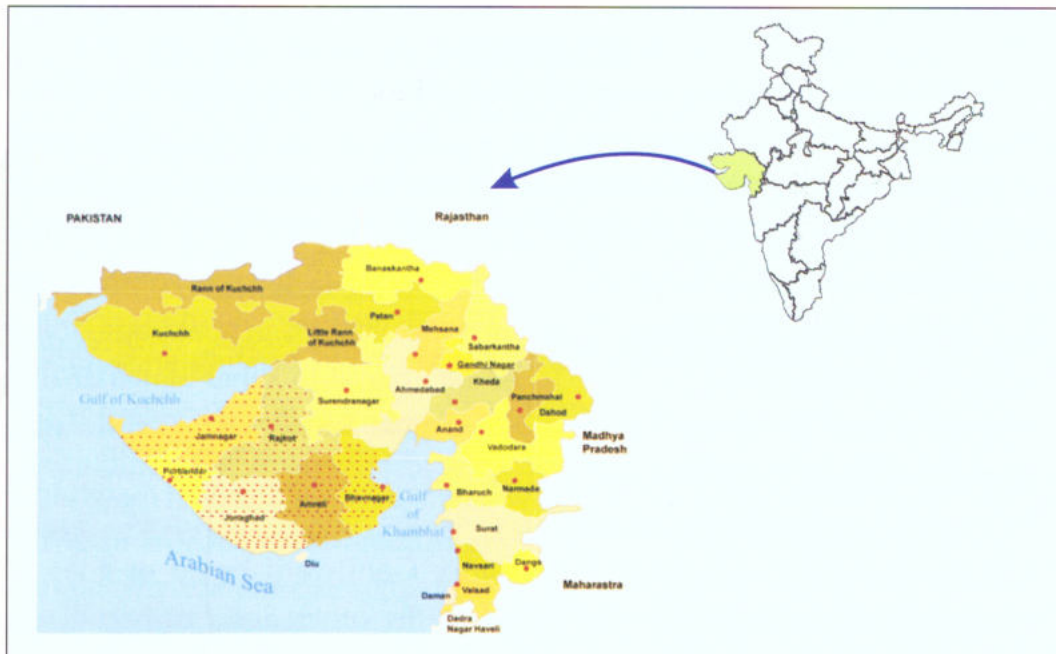 PAKISTAN
Rajasthan
Banaskantha
Rann of Kuchchh
Patan
Mehsana
Kuchchh
Little Rann
of Kuchchh
Sabarkantha
Gandhi Nagar
Kheda
Ahmedabad
Panchmahal
Gulf of Kuchchh
Surendranagar
Dahod
Anand
Jamnagar
Rajkot
Madhya
Pradesh
Vadodara
Porbandar
Bharuch
Narmada
Amreli
Bhavnagar
Gulf
of
Khambhat
Junaghad
Surat
Arabian Sea
Diu
Navsari
Dangs
Maharastra
Daman
Valsad
Dadra
Nagar Haveli